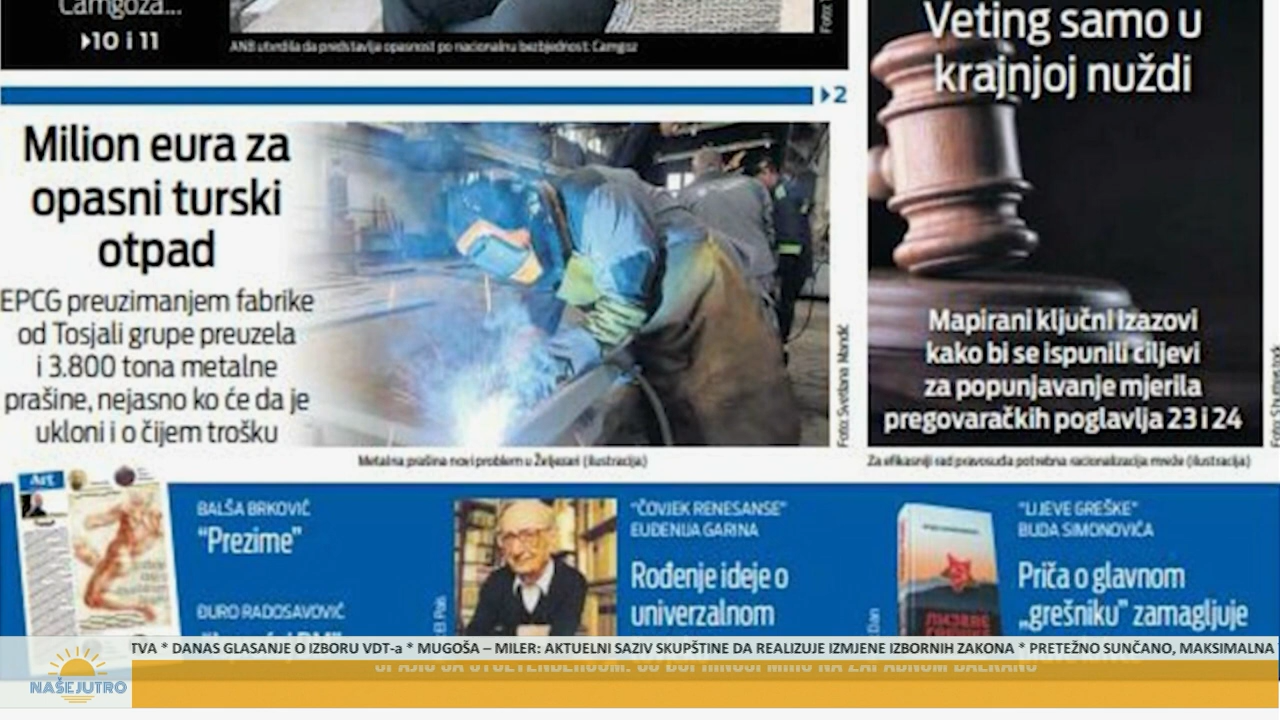 Camgoza...
10 i 11
ANB utvrdila da predstavlja opasnost po nacionalnu bezbjednost: Camgoz
2
Milion eura za
opasni turski
otpad
EPCG preuzimanjem fabrike
od Tosjali grupe preuzela
i 3.800 tona metalne
prašine, nejasno ko će da je
ukloni i o čijem trošku
Foto: Svetlana Mandić
Metalna prašina novi problem u Željezari (ilustracija)
Veting samo u
krajnjoj nuždi
Mapirani ključni izazovi
kako bi se ispunili ciljevi
za popunjavanje mjerila
pregovaračkih poglavlja 23 i 24
Foto: Shutterstock
Za efikasniji rad pravosuđa potrebna racionalizacija mreže (ilustracija)
Art
BALŠA BRKOVIĆ
“Prezime”
ĐURO RADOSAVOVIĆ
“ČOVJEK RENESANSE”
EUĐENIJA GARINA
Rođenje ideje o
univerzalnom
“LIJEVE GREŠKE”
BUDA SIMONOVIĆA
Priča o glavnom
„grešniku” zamagljuje
TVA * DANAS GLASANJE O IZBORU VDT-a * MUGOŠA – MILER: AKTUELNI SAZIV SKUPŠTINE DA REALIZUJE IZMJENE IZBORNIH ZAKONA * PRETEŽNO SUNČANO, MAKSIMALNA
NAŠE JUTRO